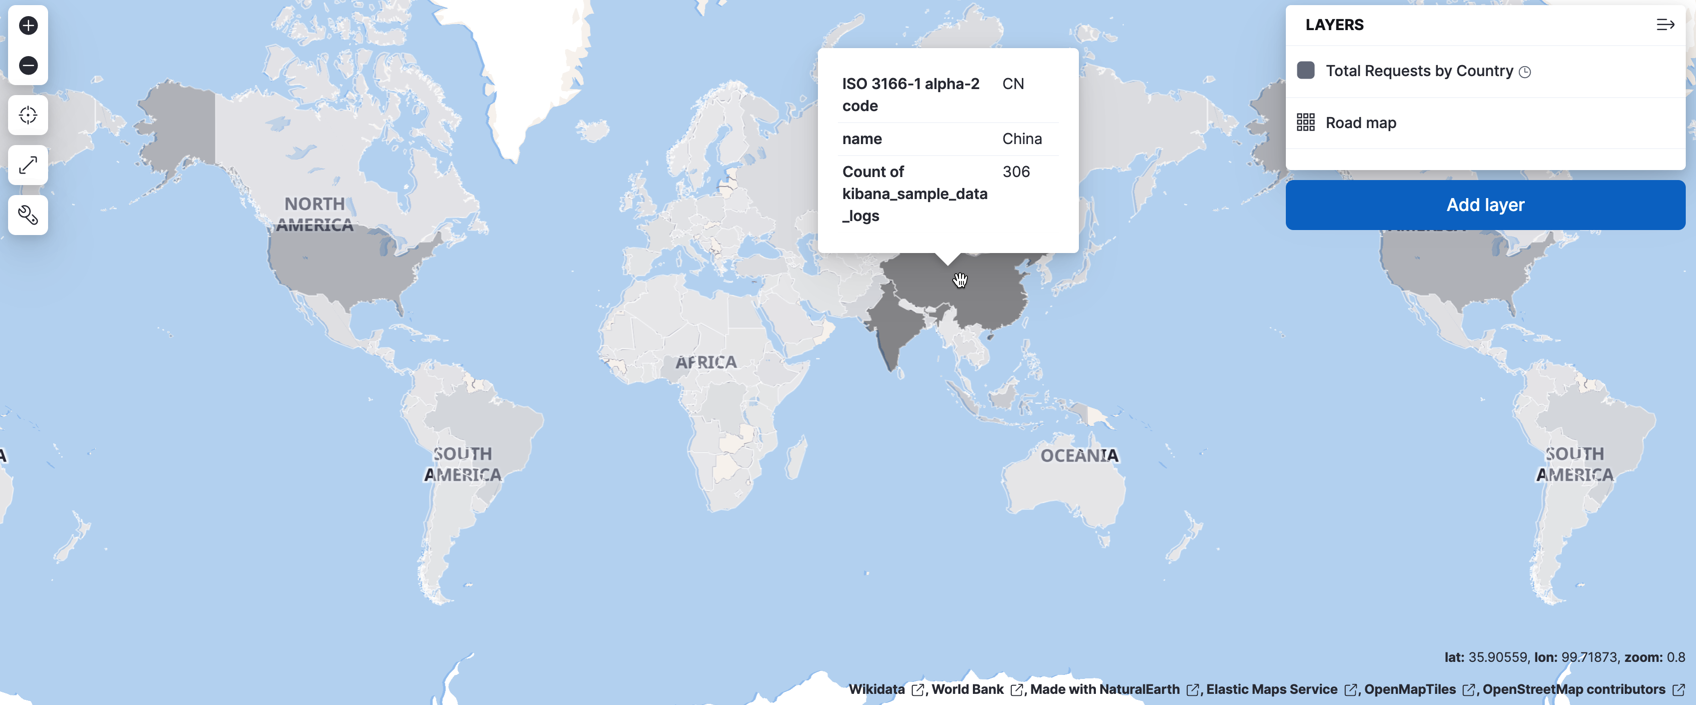 LAYERS
Total Requests by Country
Road map
Add layer
ISO 3166-1 alpha-2 code CN
name China
Count of kibana_sample_data_logs 306
NORTH
AMERICA
AFRICA
SOUTH
AMERICA
OCEANIA
AMERICA
SOUTH
AMERICA
A
lat: 35.90559, lon: 99.71873, zoom: 0.8
Wikidata , World Bank , Made with NaturalEarth , Elastic Maps Service , OpenMapTiles , OpenStreetMap contributors